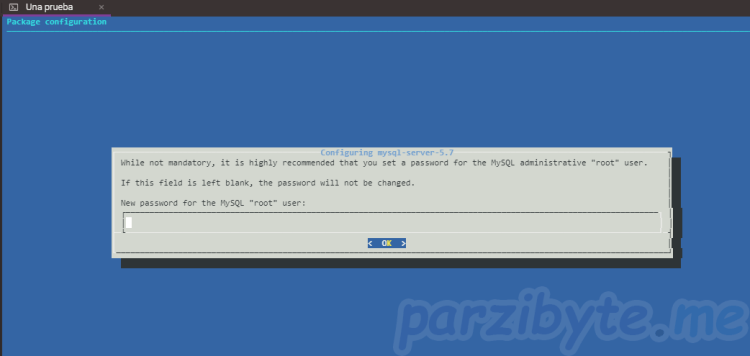 Una prueba ×
Package configuration
Configuring mysql-server-5.7
While not mandatory, it is highly recommended that you set a password for the MySQL administrative "root" user.
If this field is left blank, the password will not be changed.
New password for the MySQL "root" user:
< OK >
parzibyte.me